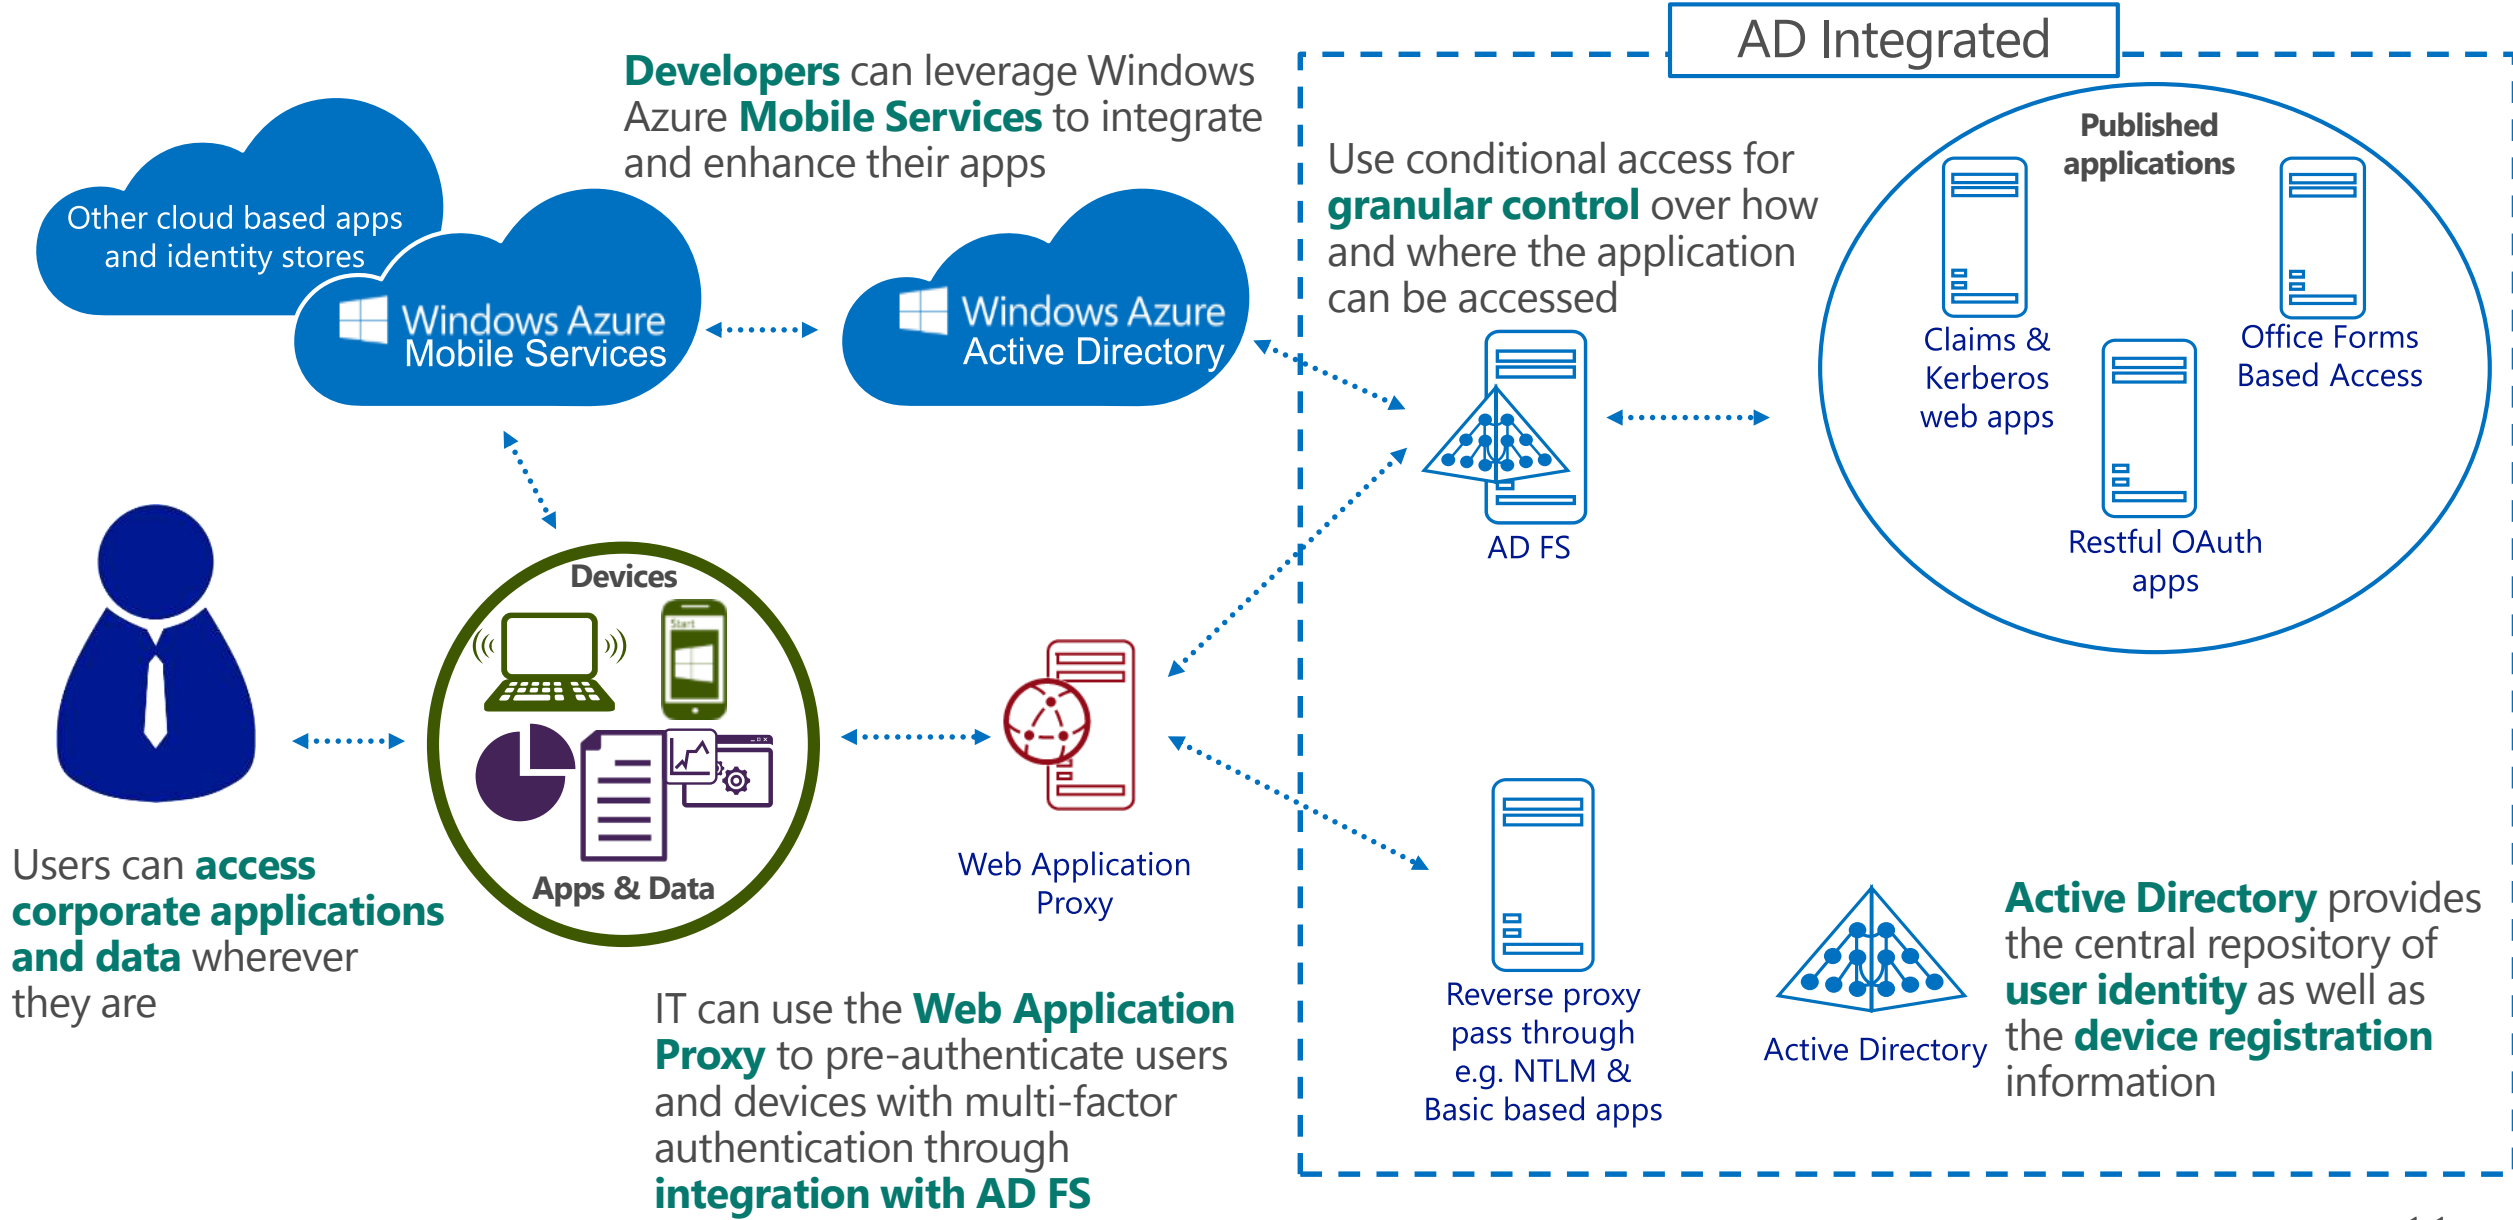 AD Integrated
Developers can leverage Windows
Azure Mobile Services to integrate
and enhance their apps
Other cloud based apps
and identity stores
Windows Azure
Mobile Services
Windows Azure
Active Directory
Use conditional access for
granular control over how
and where the application
can be accessed
Published
applications
Claims &
Kerberos
web apps
Office Forms
Based Access
Restful OAuth
apps
AD FS
Devices
Start
Apps & Data
Web Application
Proxy
Users can access
corporate applications
and data wherever
they are
IT can use the Web Application
Proxy to pre-authenticate users
and devices with multi-factor
authentication through
integration with AD FS
Reverse proxy
pass through
e.g. NTLM &
Basic based apps
Active Directory
Active Directory provides
the central repository of
user identity as well as
the device registration
information